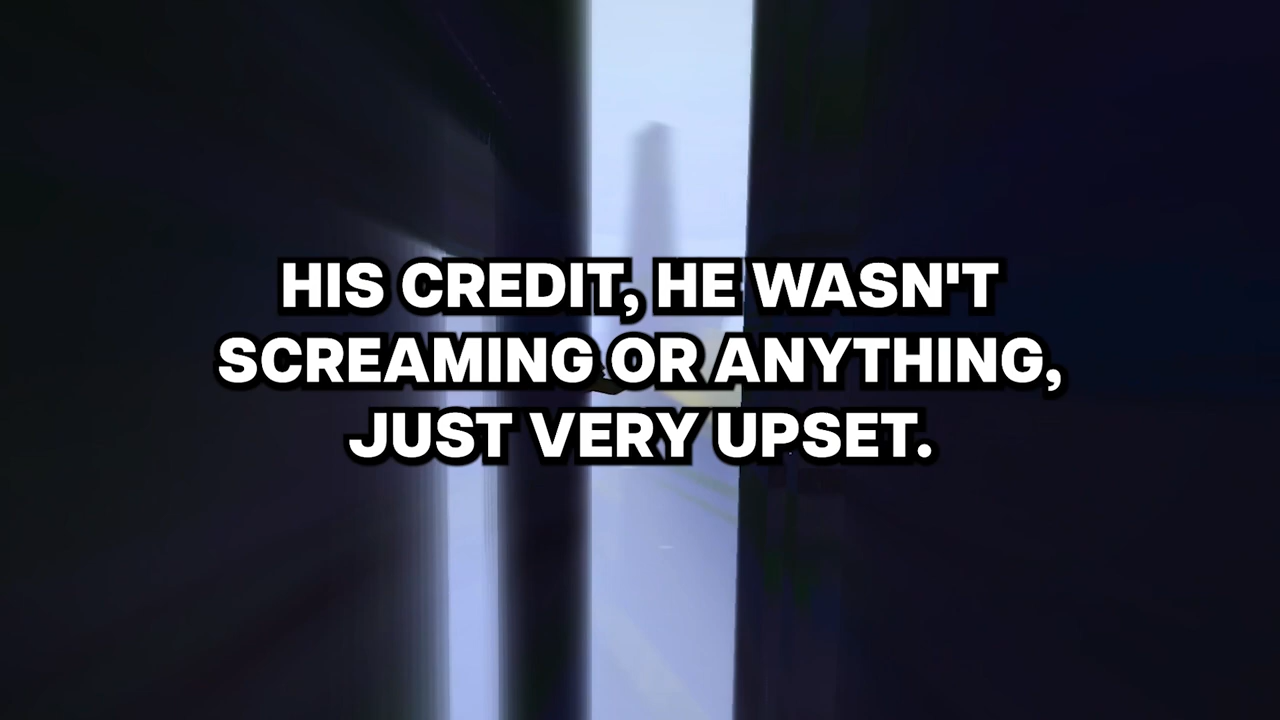 HIS CREDIT, HE WASN'T
SCREAMING OR ANYTHING,
JUST VERY UPSET.